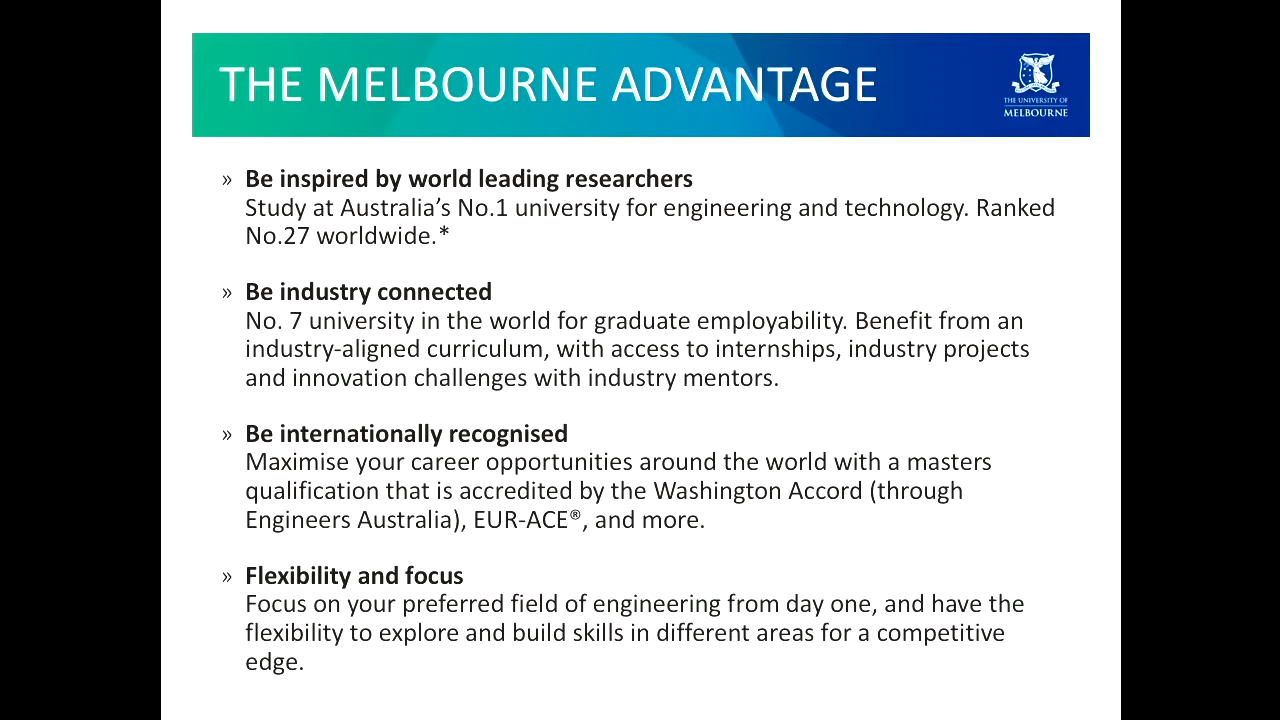 THE MELBOURNE ADVANTAGE
THE UNIVERSITY OF
MELBOURNE
» Be inspired by world leading researchers
Study at Australia’s No.1 university for engineering and technology. Ranked
No.27 worldwide.*
» Be industry connected
No. 7 university in the world for graduate employability. Benefit from an
industry-aligned curriculum, with access to internships, industry projects
and innovation challenges with industry mentors.
» Be internationally recognised
Maximise your career opportunities around the world with a masters
qualification that is accredited by the Washington Accord (through
Engineers Australia), EUR-ACE®, and more.
» Flexibility and focus
Focus on your preferred field of engineering from day one, and have the
flexibility to explore and build skills in different areas for a competitive
edge.